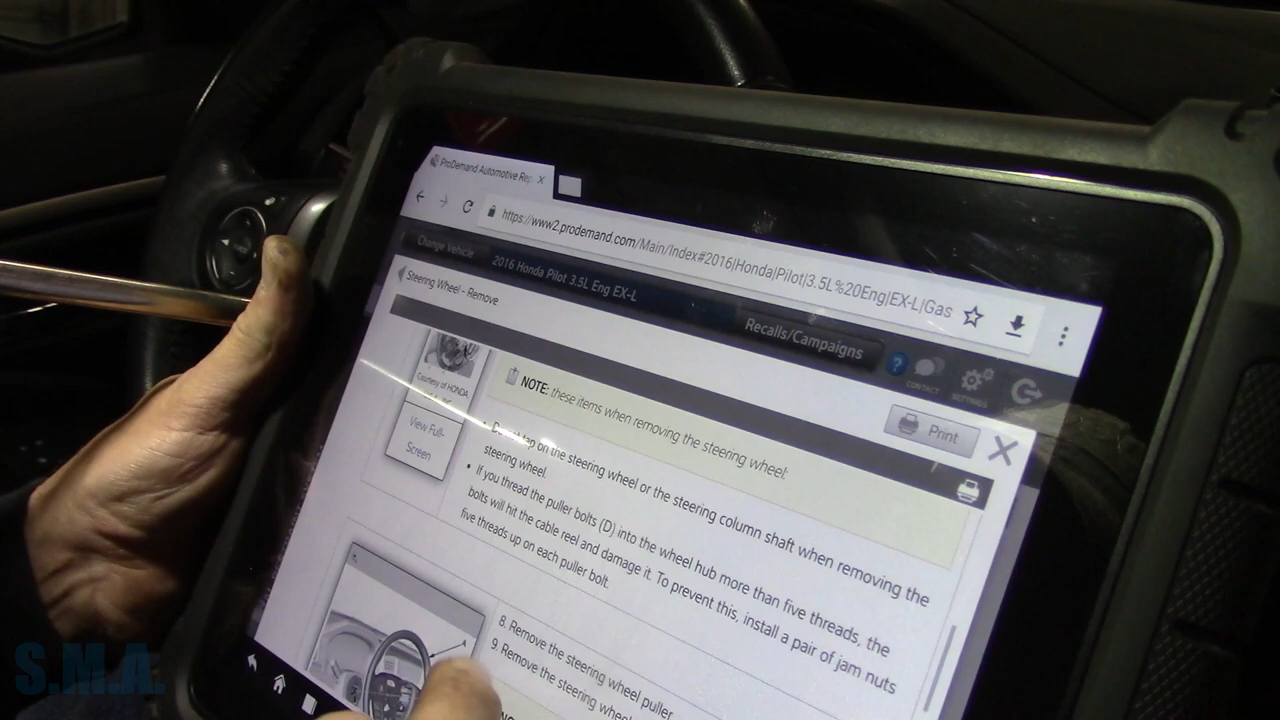 ProDemand Automotive Rep
https://www2.prodemand.com/Main/Index#2016|Honda|Pilot|3.5L%20Eng|EX-L|Gas
Change Vehicle
2016 Honda Pilot 3.5L Eng EX-L
Recalls/Campaigns
?
CONTACT
SETTINGS
Steering Wheel - Remove
Print
Courtesy of HONDA
View Full-
Screen
NOTE: these items when removing the steering wheel:
• Do not tap on the steering wheel or the steering column shaft when removing the
steering wheel.
• If you thread the puller bolts (D) into the wheel hub more than five threads, the
bolts will hit the cable reel and damage it. To prevent this, install a pair of jam nuts
five threads up on each puller bolt.
8. Remove the steering wheel puller
9. Remove the steering wheel
S.M.A.